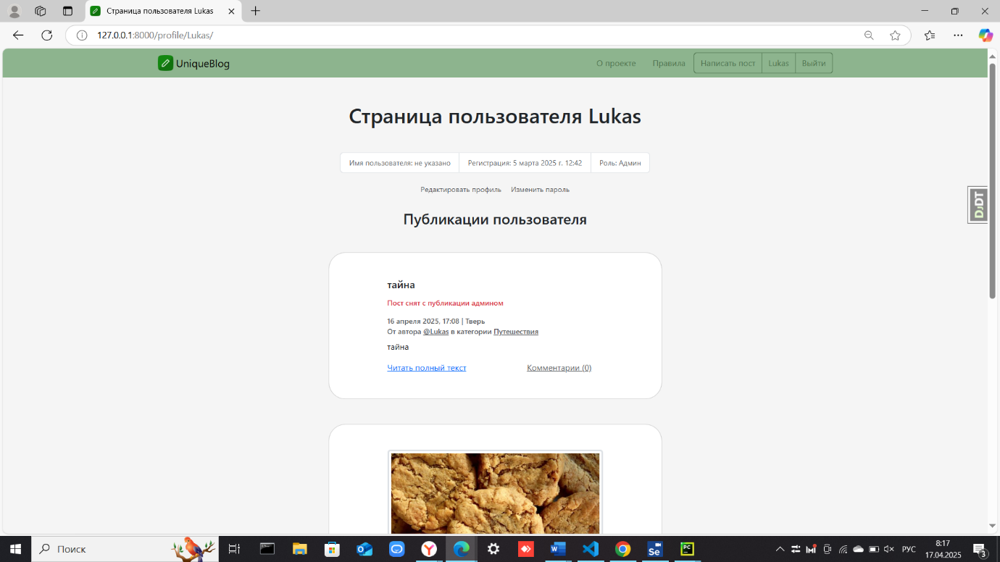 Страница пользователя Lukas
127.0.0.1:8000/profile/Lukas/
UniqueBlog
О проекте
Правила
Написать пост
Lukas
Выйти
Страница пользователя Lukas
Имя пользователя: не указано
Регистрация: 5 марта 2025 г. 12:42
Роль: Админ
Редактировать профиль
Изменить пароль
DJDT
Публикации пользователя
тайна
Пост снят с публикации админом
16 апреля 2025, 17:08 | Тверь
От автора @Lukas в категории Путешествия
тайна
Читать полный текст
Комментарии (0)
Поиск
Se
PC
РУС
8:17
17.04.2025
3